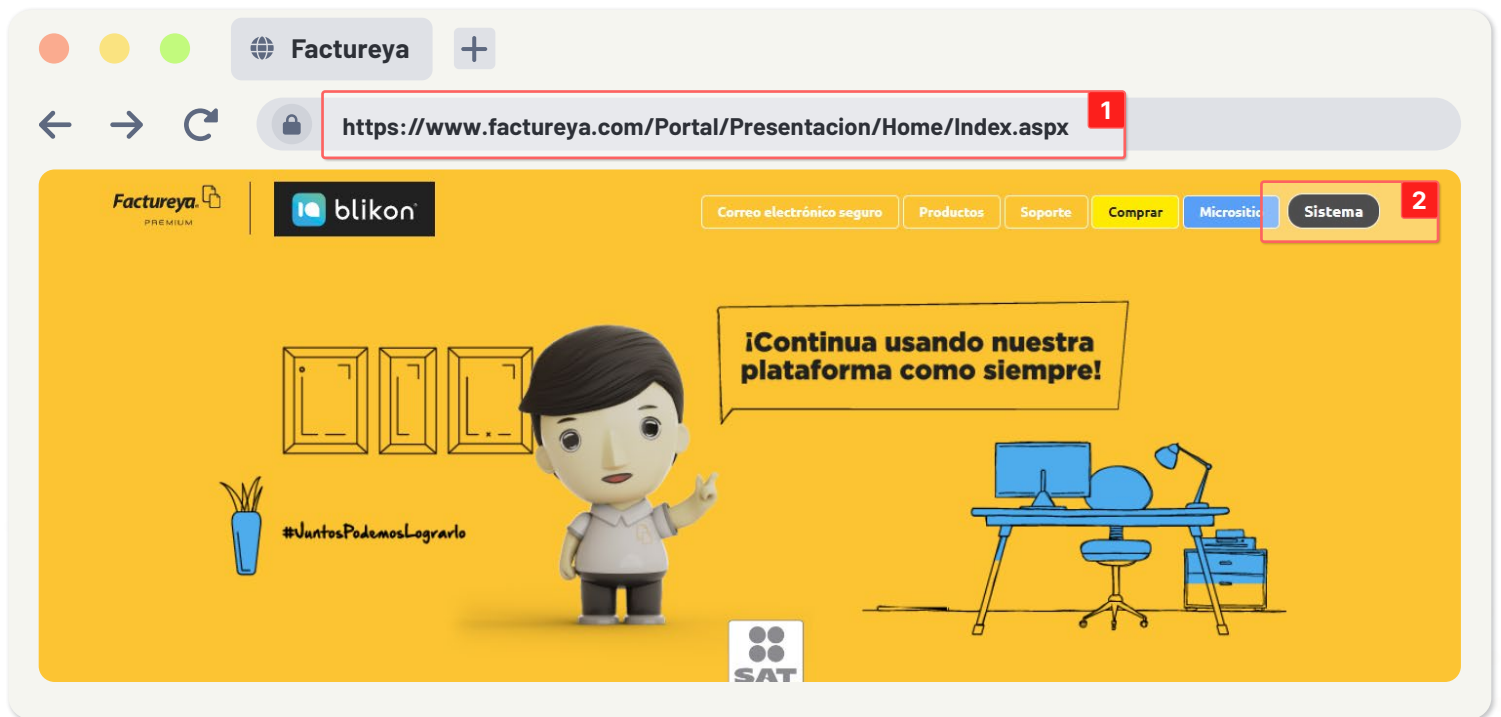 Factureya
https://www.factureya.com/Portal/Presentacion/Home/Index.aspx
1
Factureya.
PREMIUM
blikon
Correo electrónico seguro
Productos
Soporte
Comprar
Micrositio
Sistema
2
¡Continua usando nuestra
plataforma como siempre!
#JuntosPodemosLograrlo
SAT